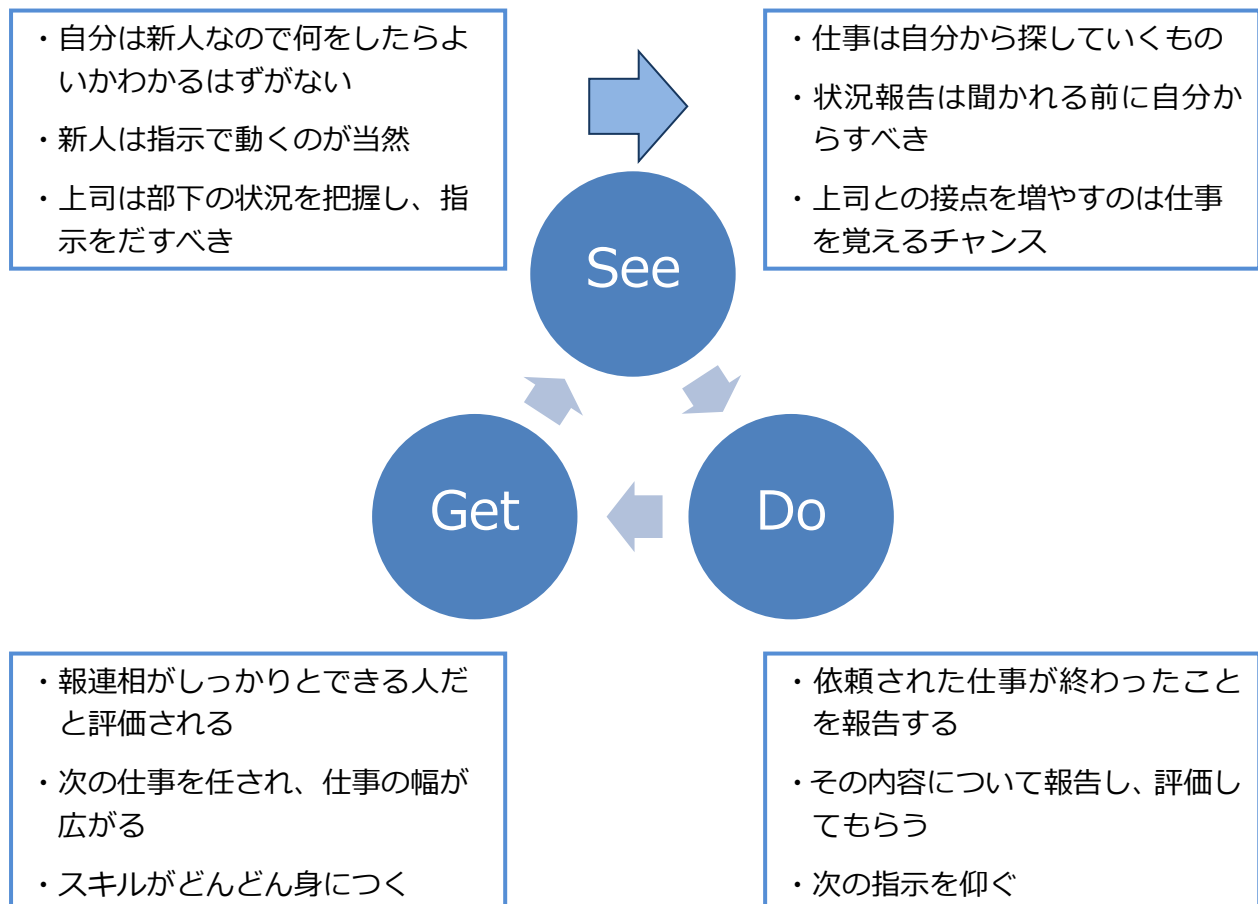 ・自分は新人なので何をしたらよ
いかわかるはずがない
・新人は指示で動くのが当然
・上司は部下の状況を把握し、指
示をだすべき
・仕事は自分から探していくもの
・状況報告は聞かれる前に自分か
らすべき
・上司との接点を増やすのは仕事
を覚えるチャンス
See
Do
Get
・報連相がしっかりとできる人だ
と評価される
・次の仕事を任され、仕事の幅が
広がる
・スキルがどんどん身につく
・依頼された仕事が終わったこと
を報告する
・その内容について報告し、評価し
てもらう
・次の指示を仰ぐ